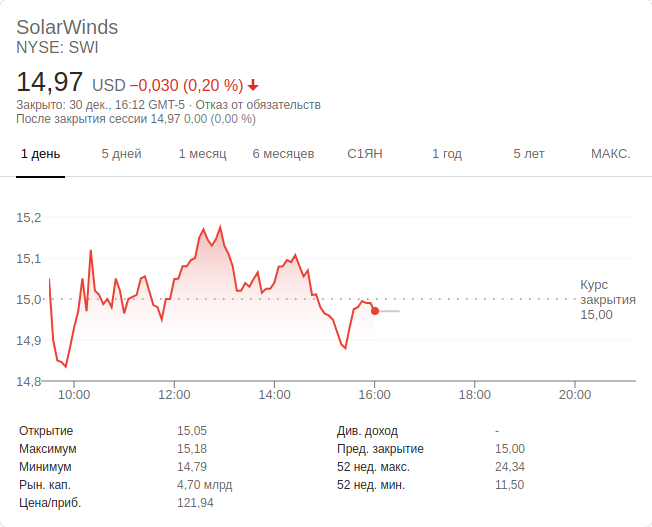 SolarWinds
NYSE: SWI
14,97 USD −0,030 (0,20 %)
Закрыто: 30 дек., 16:12 GMT-5 · Отказ от обязательств
После закрытия сессии 14,97 0,00 (0,00 %)
1 день 5 дней 1 месяц 6 месяцев С1ЯН 1 год 5 лет МАКС.
15,2
15,1
15,0
14,9
14,8
Курс
закрытия
15,00
10:00 12:00 14:00 16:00 18:00 20:00
Открытие 15,05 Див. доход -
Максимум 15,18 Пред. закрытие 15,00
Минимум 14,79 52 нед. макс. 24,34
Рын. кап. 4,70 млрд 52 нед. мин. 11,50
Цена/приб. 121,94